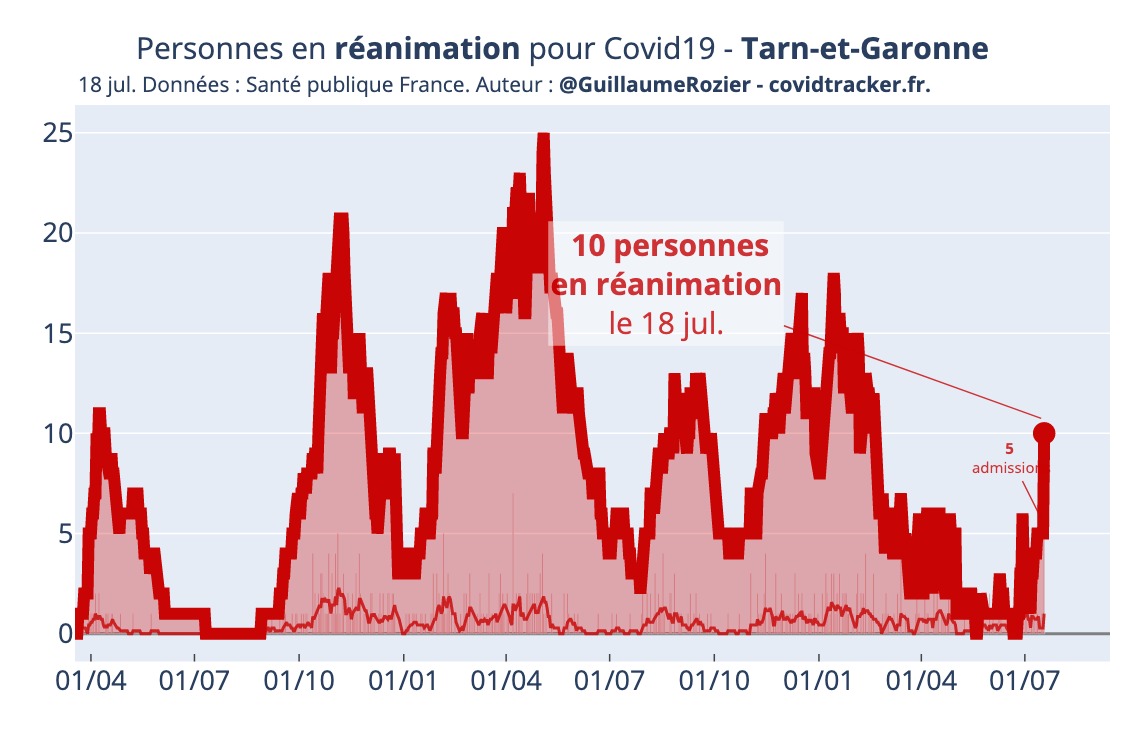 Personnes en réanimation pour Covid19 - Tarn-et-Garonne
18 jul. Données : Santé publique France. Auteur : @GuillaumeRozier - covidtracker.fr.
25
20
15
10
5
0
10 personnes
en réanimation
le 18 jul.
5
admissions
01/04 01/07 01/10 01/01 01/04 01/07 01/10 01/01 01/04 01/07